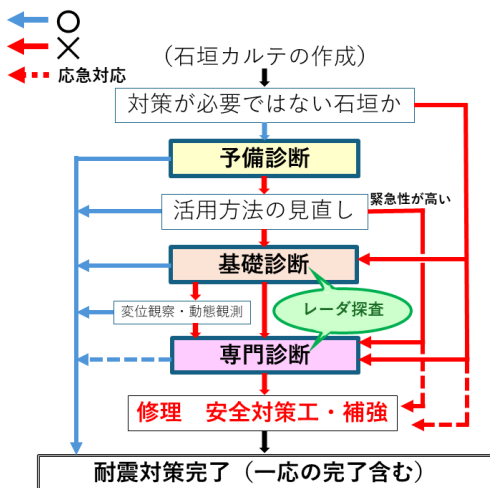 ○
×
応急対応
（石垣カルテの作成）
対策が必要ではない石垣か
予備診断
活用方法の見直し
緊急性が高い
基礎診断
レーダ探査
変位観察・動態観測
専門診断
修理　安全対策工・補強
耐震対策完了（一応の完了含む）